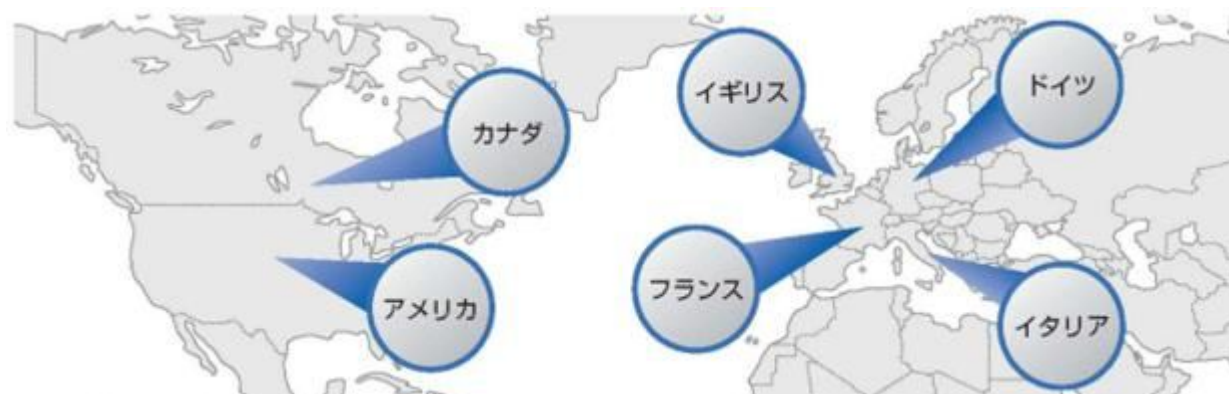 カナダ
アメリカ
イギリス
ドイツ
フランス
イタリア